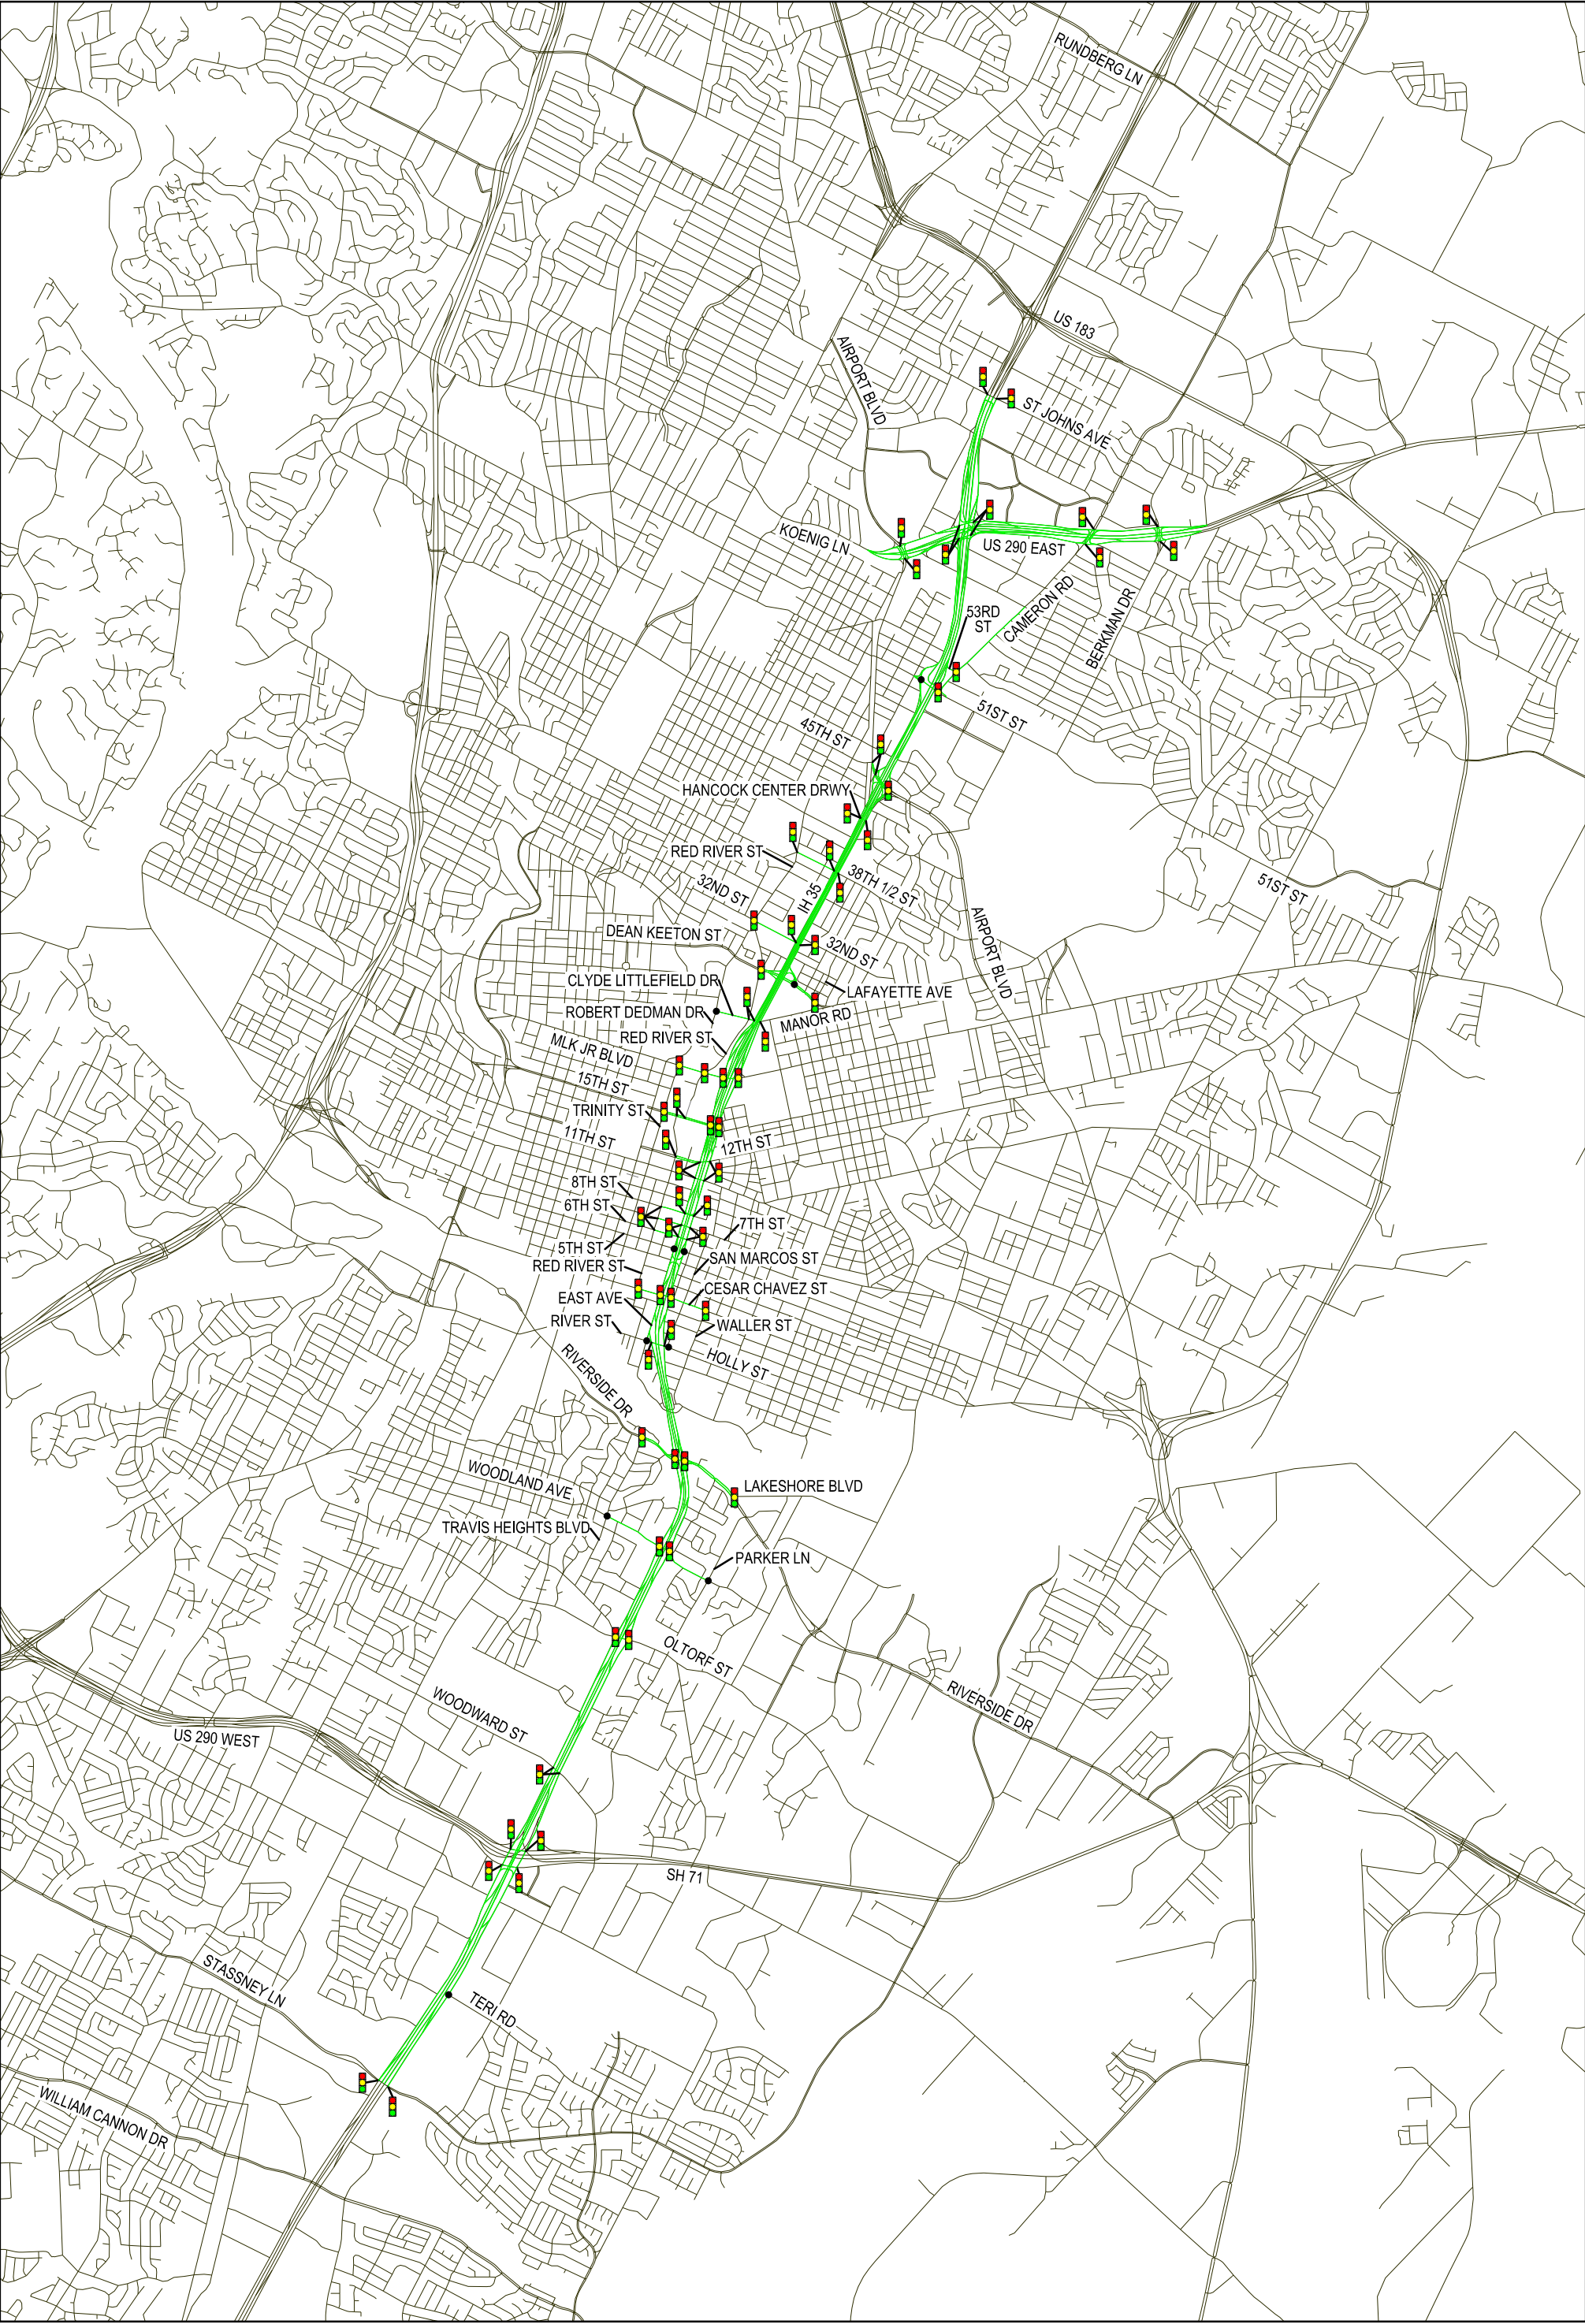 RUNDBERG LN
US 183
AIRPORT BLVD
ST JOHNS AVE
KOENIG LN
US 290 EAST
CAMERON RD
53RD
ST
BERKMAN DR
51ST ST
45TH ST
HANCOCK CENTER DRWY
RED RIVER ST
38TH 1/2 ST
32ND ST
IH 35
51ST ST
AIRPORT BLVD
DEAN KEETON ST
32ND ST
CLYDE LITTLEFIELD DR
LAFAYETTE AVE
ROBERT DEDMAN DR
MANOR RD
RED RIVER ST
MLK JR BLVD
15TH ST
TRINITY ST
11TH ST
12TH ST
8TH ST
6TH ST
7TH ST
5TH ST
SAN MARCOS ST
RED RIVER ST
CESAR CHAVEZ ST
EAST AVE
RIVER ST
WALLER ST
HOLLY ST
RIVERSIDE DR
WOODLAND AVE
LAKESHORE BLVD
TRAVIS HEIGHTS BLVD
PARKER LN
OLTORF ST
RIVERSIDE DR
WOODWARD ST
US 290 WEST
SH 71
STASSNEY LN
TERI RD
WILLIAM CANNON DR